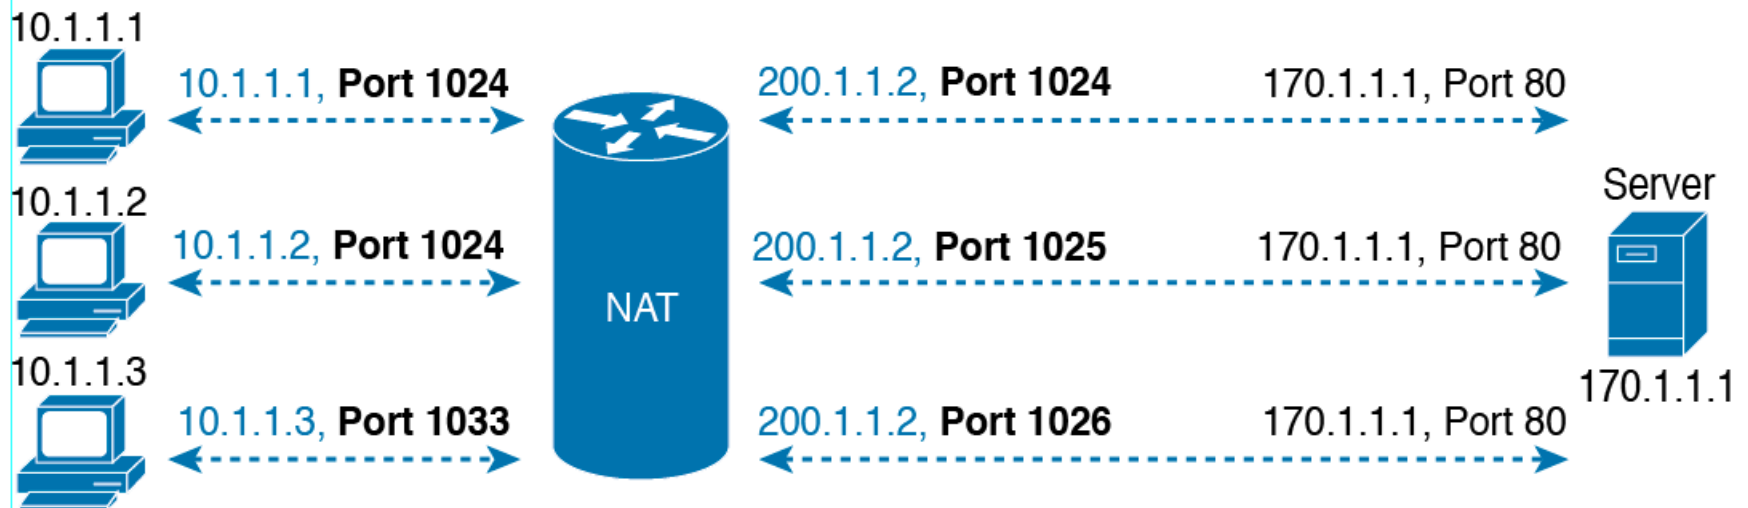 10.1.1.1
10.1.1.1, Port 1024
200.1.1.2, Port 1024
170.1.1.1, Port 80
Server
10.1.1.2
10.1.1.2, Port 1024
200.1.1.2, Port 1025
170.1.1.1, Port 80
NAT
10.1.1.3
170.1.1.1
10.1.1.3, Port 1033
200.1.1.2, Port 1026
170.1.1.1, Port 80